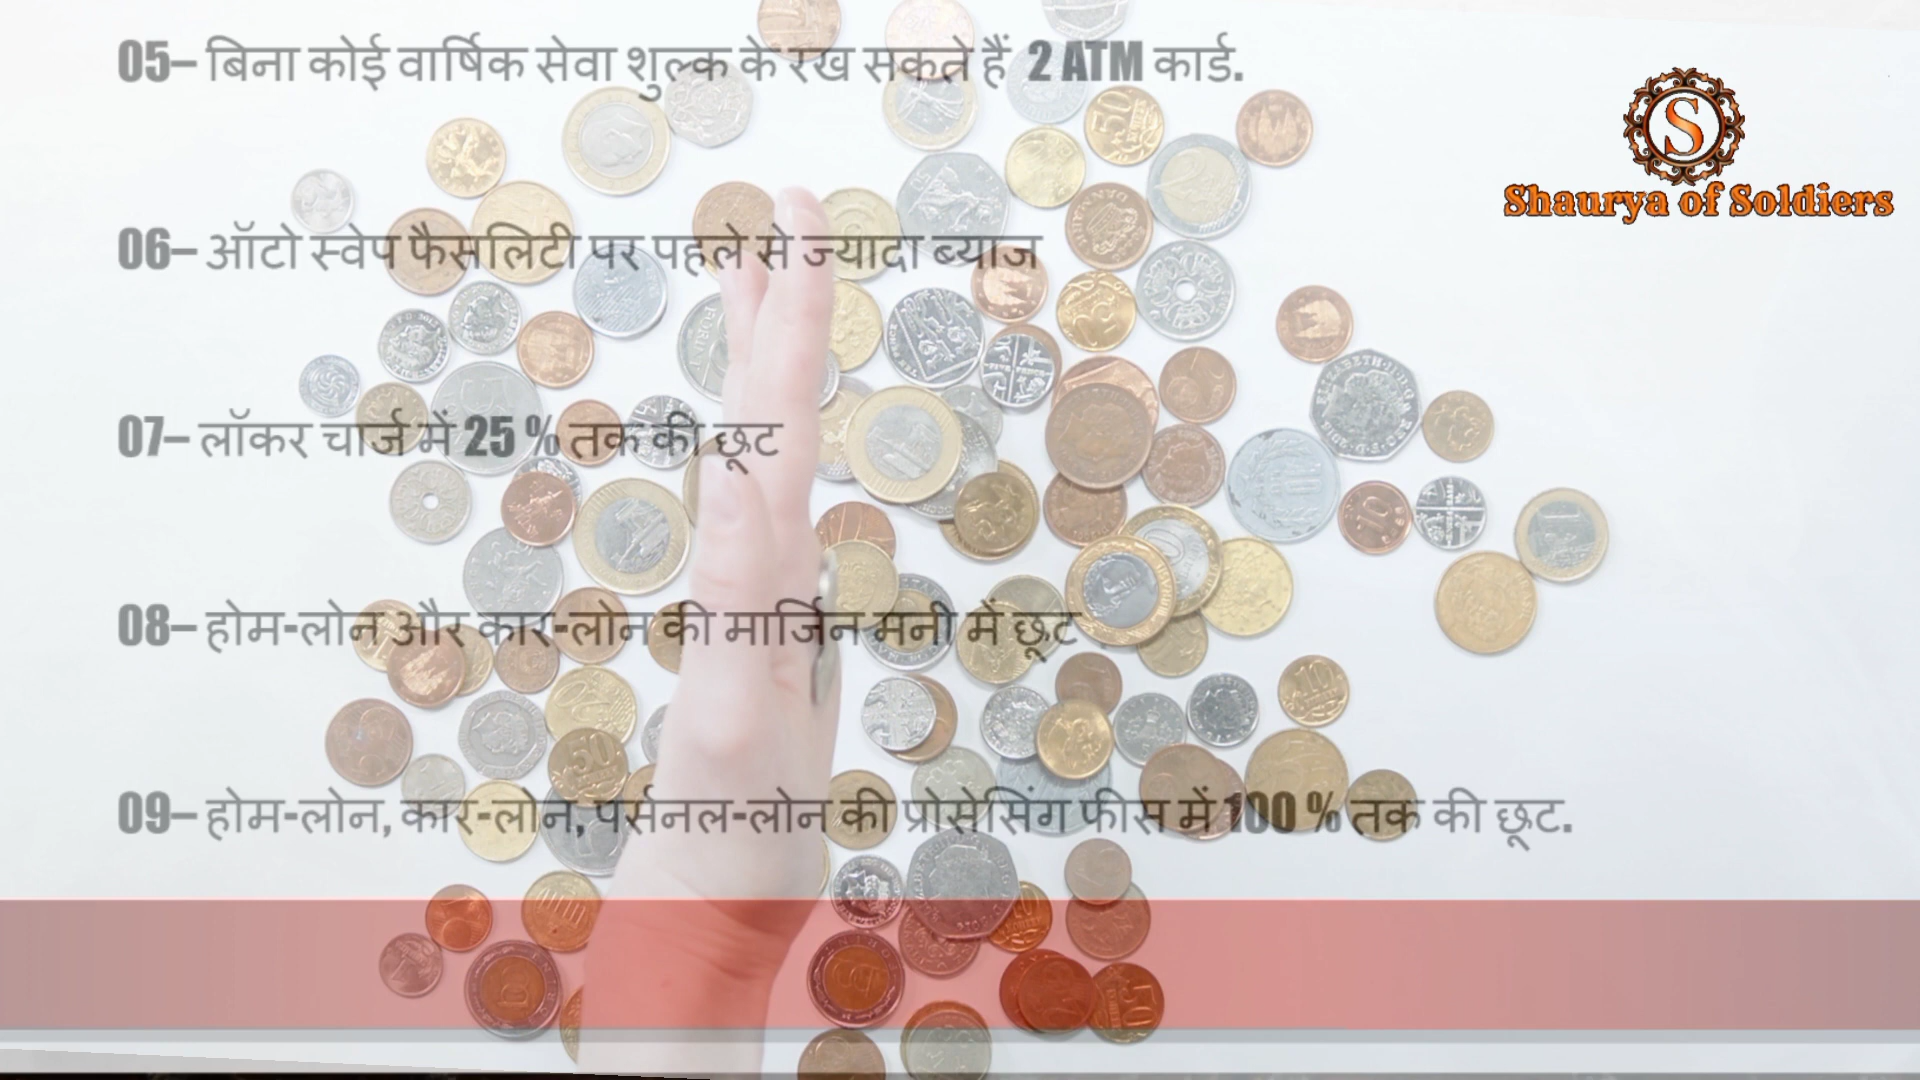 05– बिना कोई वार्षिक सेवा शुल्क के रख सकते हैं 2 ATM कार्ड.
S
Shaurya of Soldiers
06– ऑटो स्वेप फैसलिटी पर पहले से ज्यादा ब्याज
07– लॉकर चार्ज में 25 % तक की छूट
08– होम-लोन और कार-लोन की मार्जिन मनी में छूट
09– होम-लोन, कार-लोन, पर्सनल-लोन की प्रोसेसिंग फीस में 100 % तक की छूट.